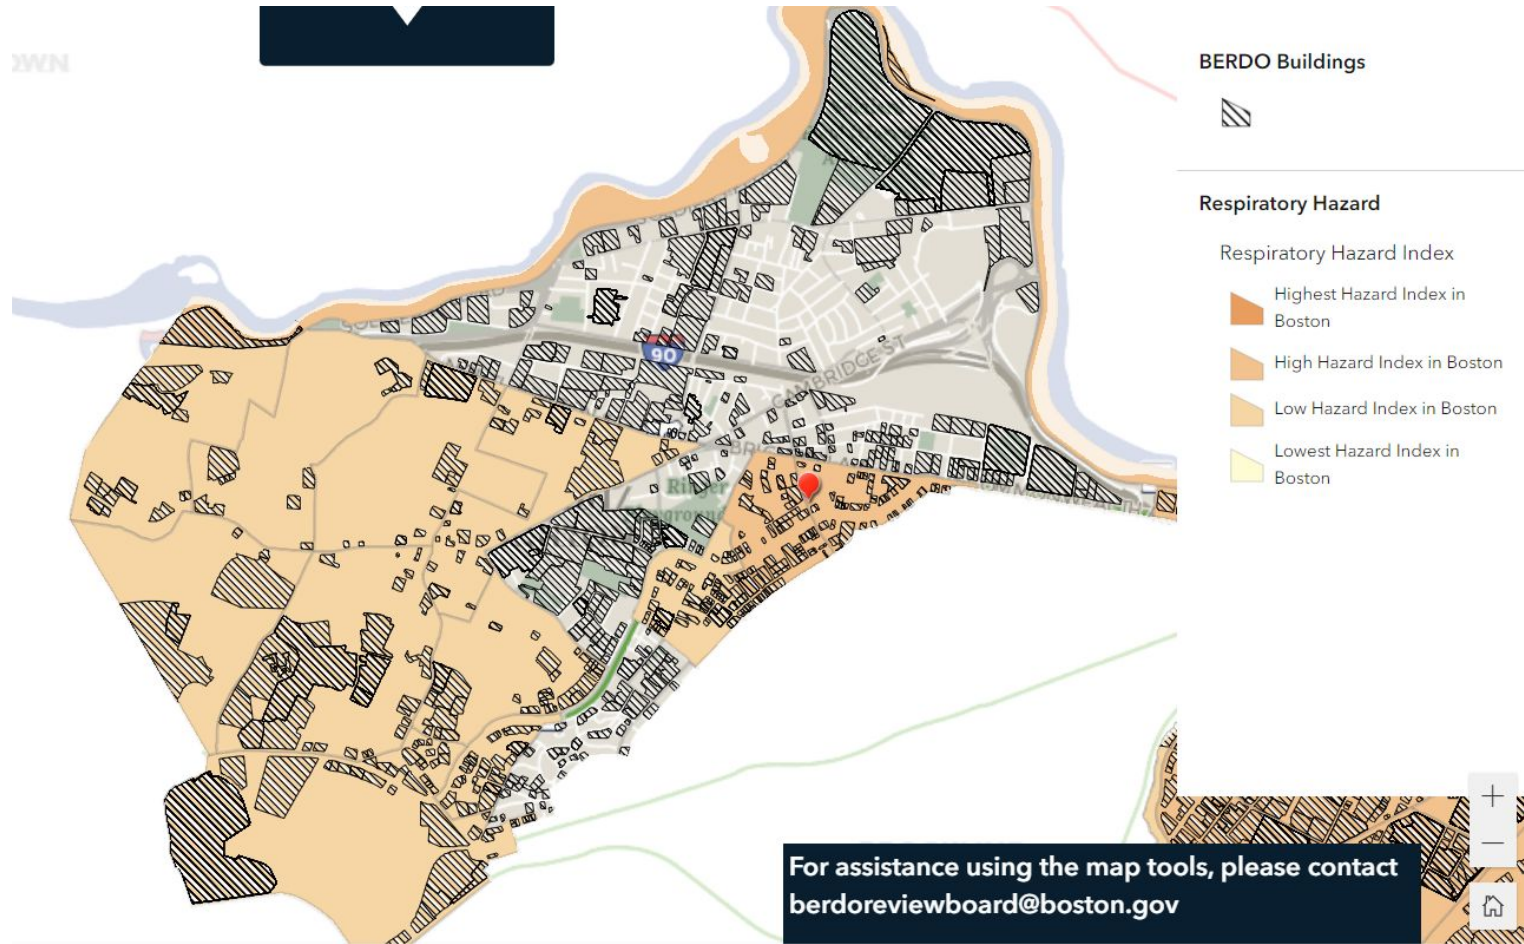 BERDO Buildings
Respiratory Hazard
Respiratory Hazard Index
Highest Hazard Index in
Boston
High Hazard Index in Boston
Low Hazard Index in Boston
Lowest Hazard Index in
Boston
90
CAMBRIDGE ST
For assistance using the map tools, please contact
berdoreviewboard@boston.gov